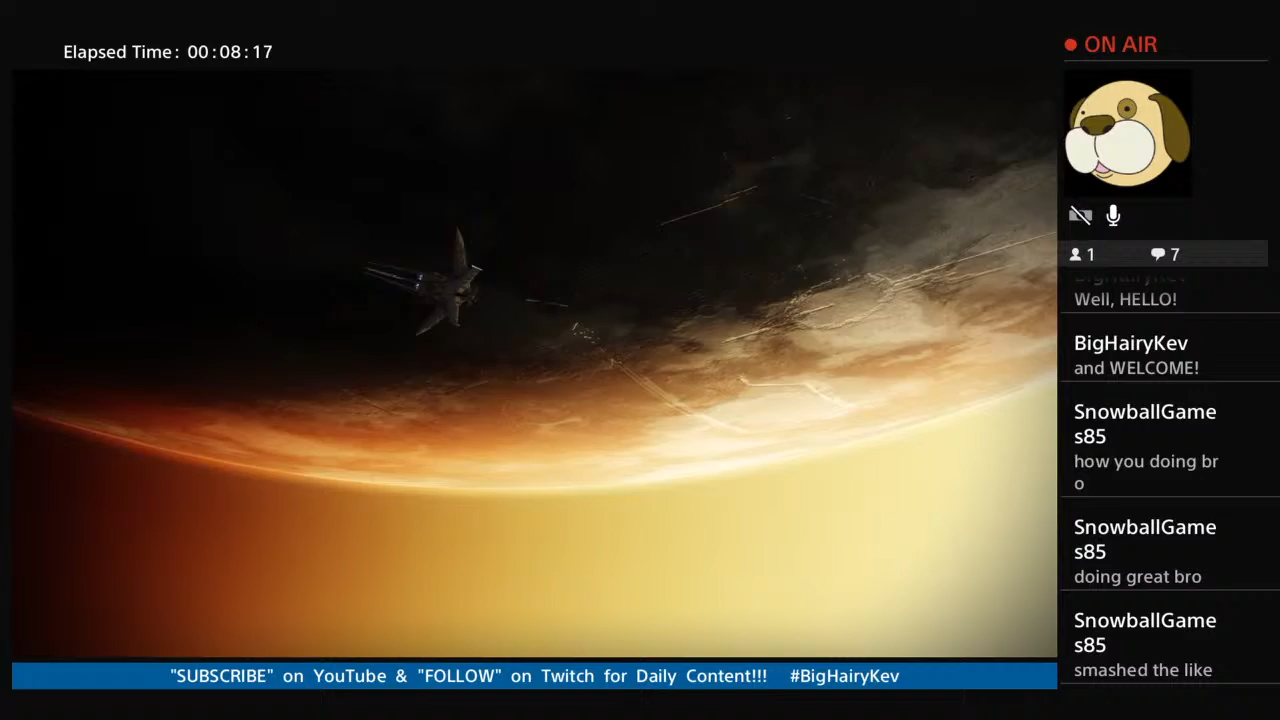 Elapsed Time: 00:08:17
ON AIR
1 7
Well, HELLO!
BigHairyKev
and WELCOME!
SnowballGame
s85
how you doing br
o
SnowballGame
s85
doing great bro
SnowballGame
s85
smashed the like
"SUBSCRIBE" on YouTube & "FOLLOW" on Twitch for Daily Content!!! #BigHairyKev